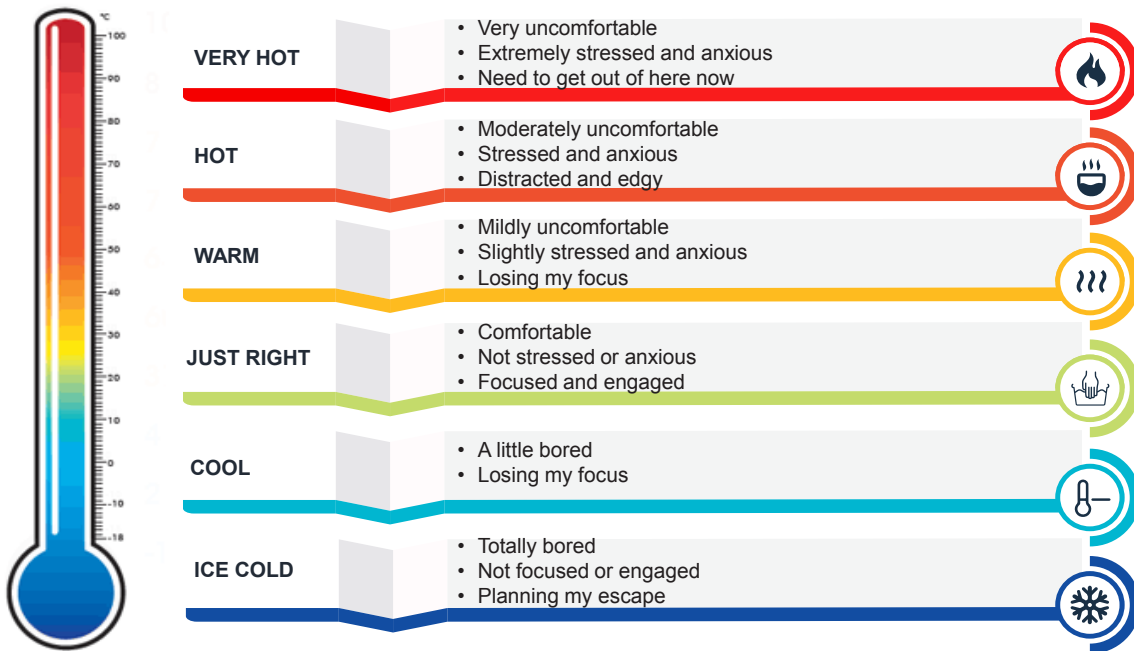 °C
100
90
80
70
60
50
40
30
20
10
0
-10
-18
VERY HOT
• Very uncomfortable
• Extremely stressed and anxious
• Need to get out of here now
HOT
• Moderately uncomfortable
• Stressed and anxious
• Distracted and edgy
WARM
• Mildly uncomfortable
• Slightly stressed and anxious
• Losing my focus
JUST RIGHT
• Comfortable
• Not stressed or anxious
• Focused and engaged
COOL
• A little bored
• Losing my focus
ICE COLD
• Totally bored
• Not focused or engaged
• Planning my escape